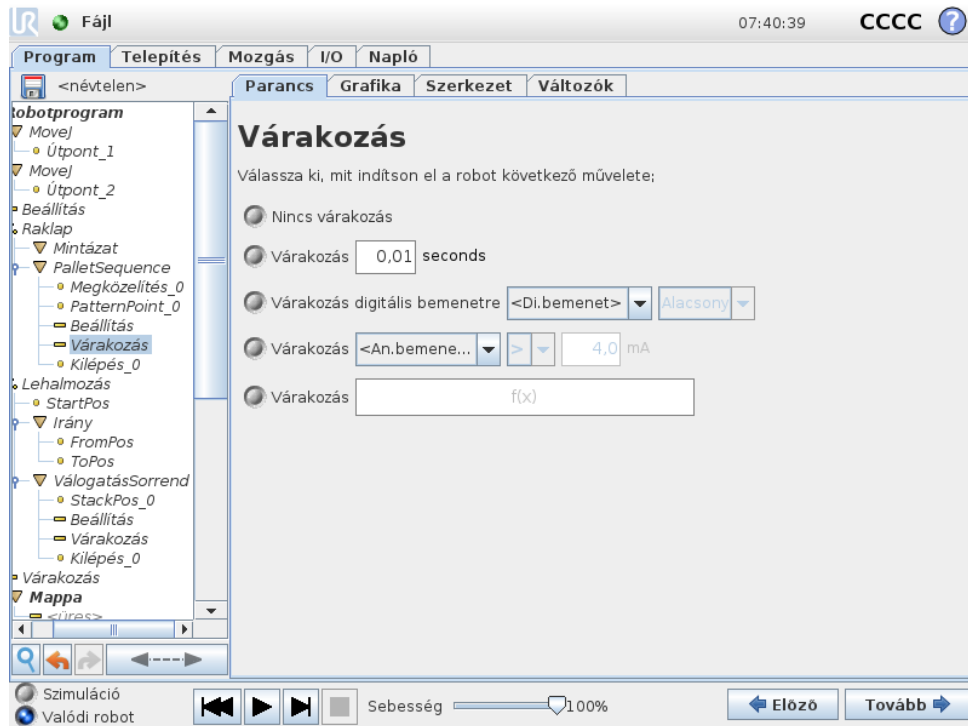 UR Fájl 07:40:39 CCCC ?
Program Telepítés Mozgás I/O Napló
<névtelen>
Parancs Grafika Szerkezet Változók
Robotprogram
MoveJ
Útpont_1
MoveJ
Útpont_2
Beállítás
Raklap
Mintázat
PalletSequence
Megközelítés_0
PatternPoint_0
Beállítás
Várakozás
Kilépés_0
Lehalmozás
StartPos
Irány
FromPos
ToPos
VálogatásSorrend
StackPos_0
Beállítás
Várakozás
Kilépés_0
Várakozás
Mappa
<üres>
Várakozás
Válassza ki, mit indítson el a robot következő művelete;
Nincs várakozás
Várakozás 0,01 seconds
Várakozás digitális bemenetre <Di.bemenet> Alacsony
Várakozás <An.bemene... > 4,0 mA
Várakozás f(x)
Szimuláció
Valódi robot
Sebesség 100%
Előző Tovább